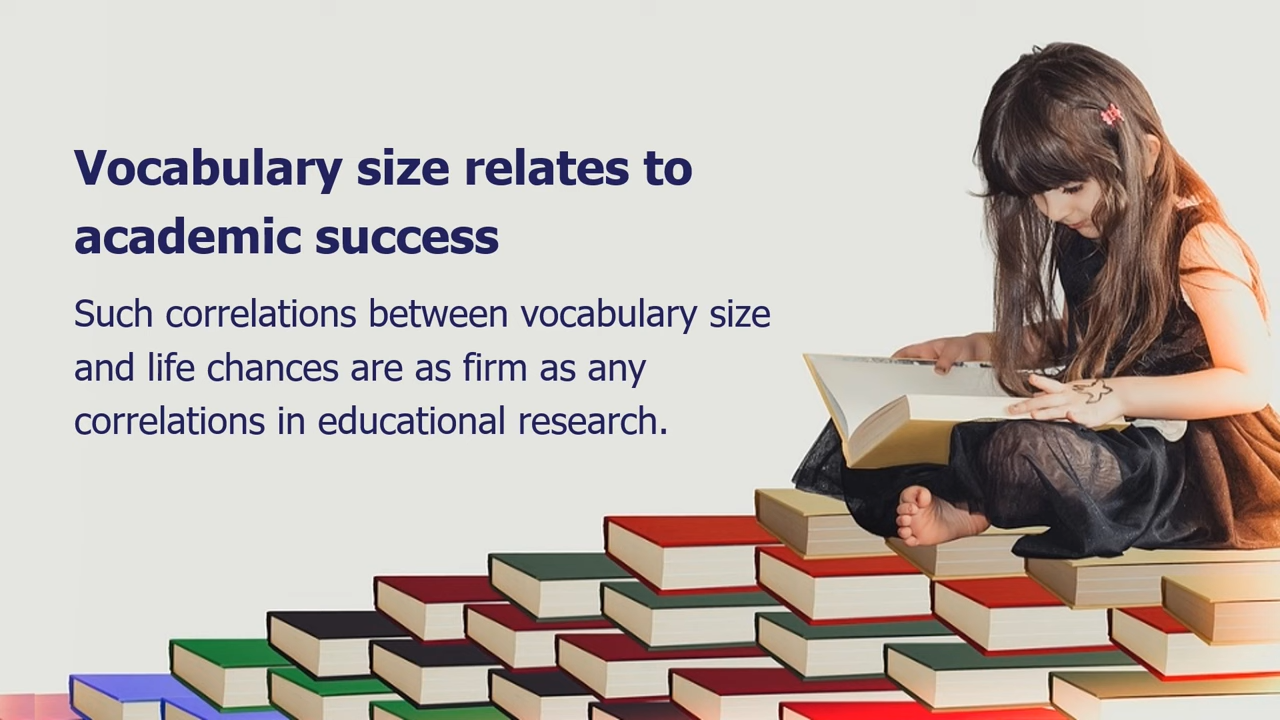 Vocabulary size relates to
academic success
Such correlations between vocabulary size
and life chances are as firm as any
correlations in educational research.